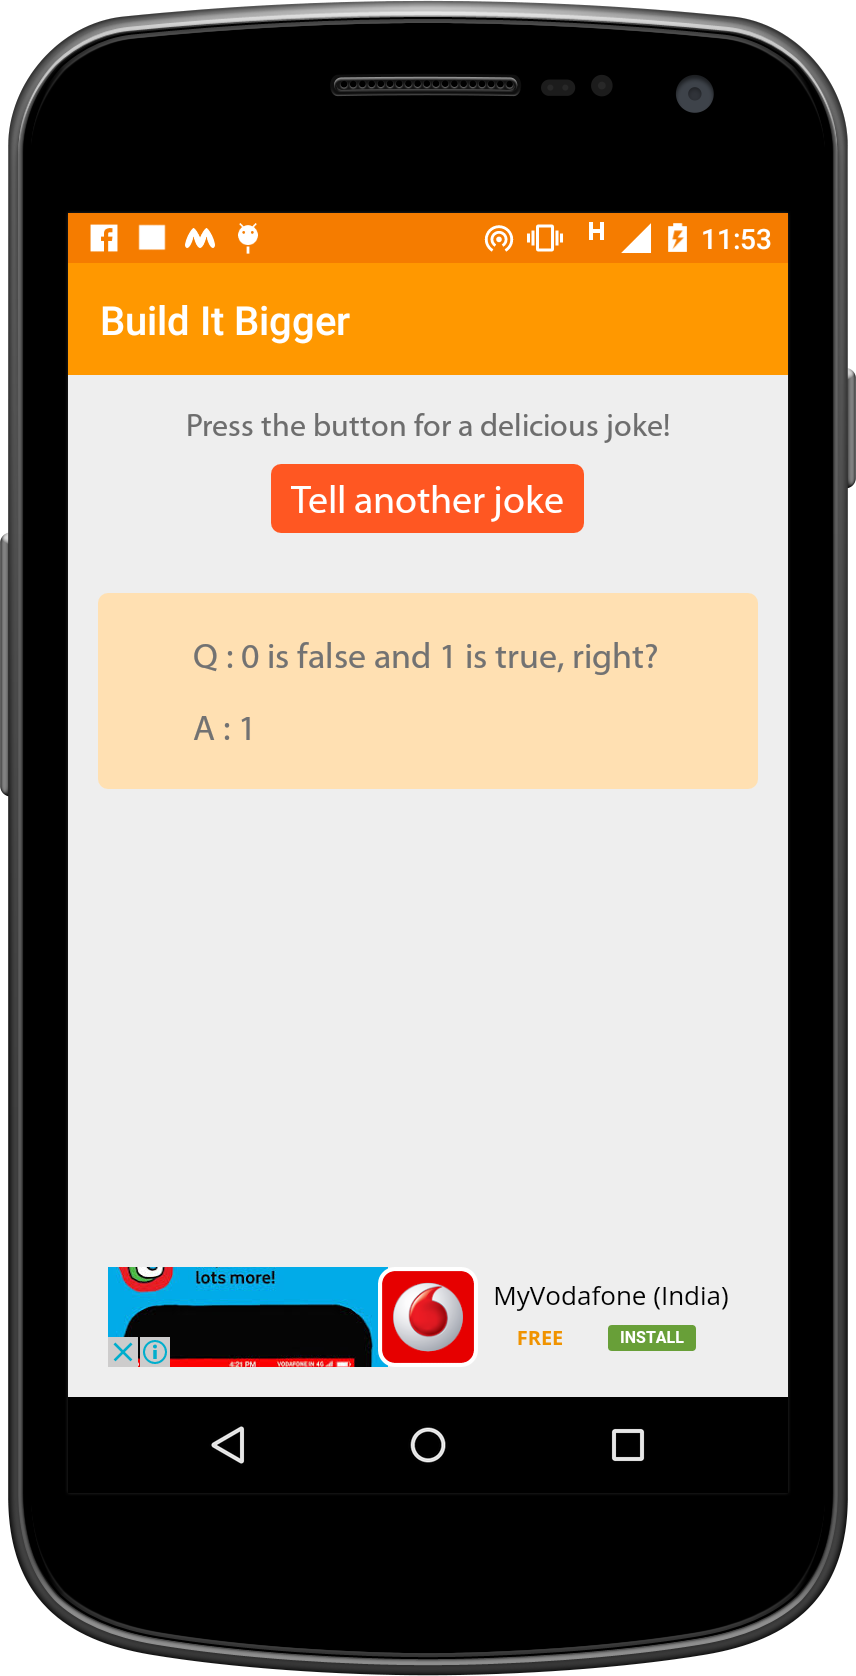 H 11:53
Build It Bigger
Press the button for a delicious joke!
Tell another joke
Q : 0 is false and 1 is true, right?
A : 1
lots more!
4:21 PM VODAFONE IN 4G
MyVodafone (India)
FREE INSTALL